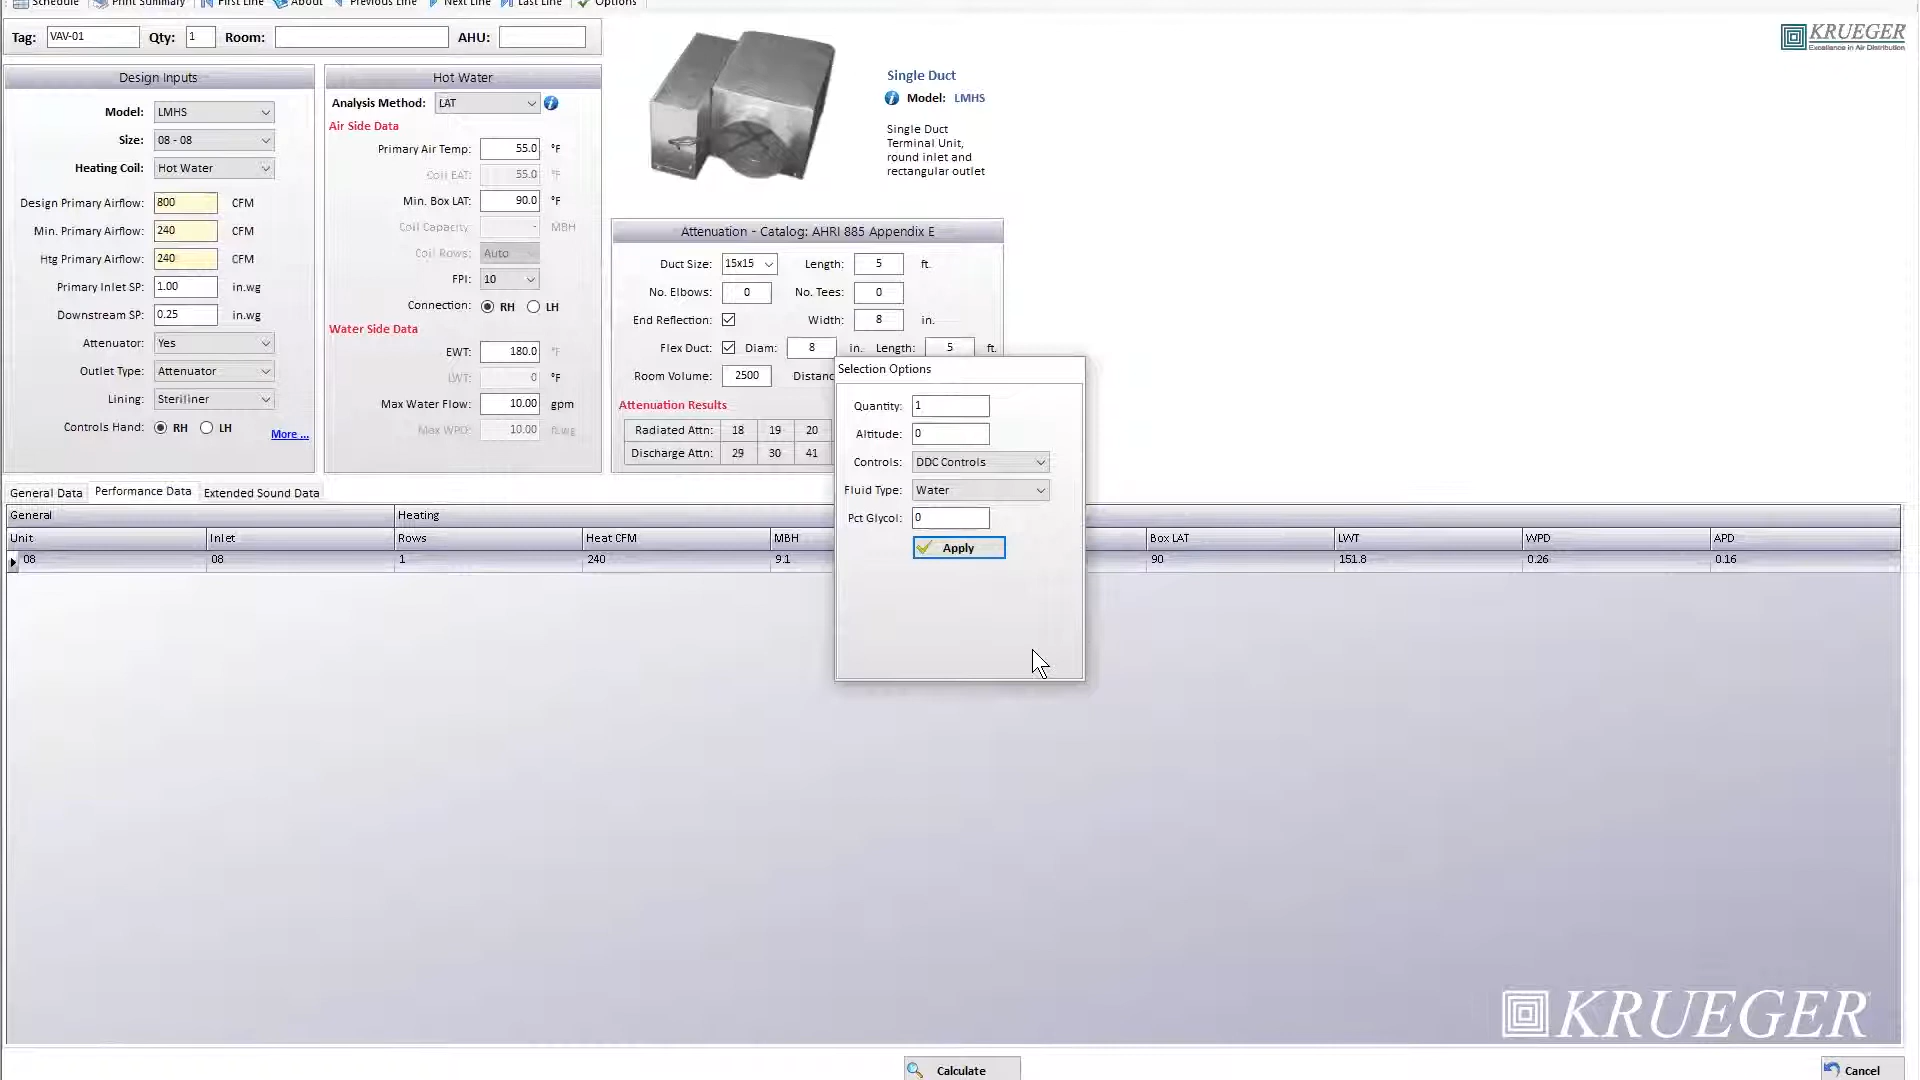 Schedule Print Summary First Line About Previous Line Next Line Last Line Options
Tag: VAV-01 Qty: 1 Room: AHU:
KRUEGER
Excellence in Air Distribution
Design Inputs
Model: LMHS
Size: 08 - 08
Heating Coil: Hot Water
Design Primary Airflow: 800 CFM
Min. Primary Airflow: 240 CFM
Htg Primary Airflow: 240 CFM
Primary Inlet SP: 1.00 in.wg
Downstream SP: 0.25 in.wg
Attenuator: Yes
Outlet Type: Attenuator
Lining: Steriliner
Controls Hand: RH LH
More ...
Hot Water
Analysis Method: LAT
Air Side Data
Primary Air Temp: 55.0 °F
Coil EAT: 55.0 °F
Min. Box LAT: 90.0 °F
Coil Capacity: - MBH
Coil Rows: Auto
FPI: 10
Connection: RH LH
Water Side Data
EWT: 180.0 °F
LWT: 0 °F
Max Water Flow: 10.00 gpm
Max WPD: 10.00 ft.wg
Single Duct
Model: LMHS
Single Duct
Terminal Unit,
round inlet and
rectangular outlet
Attenuation - Catalog: AHRI 885 Appendix E
Duct Size: 15x15 Length: 5 ft.
No. Elbows: 0 No. Tees: 0
End Reflection: Width: 8 in.
Flex Duct: Diam: 8 in. Length: 5 ft.
Room Volume: 2500
Attenuation Results
Radiated Attn: 18 19 20
Discharge Attn: 29 30 41
Selection Options
Quantity: 1
Altitude: 0
Controls: DDC Controls
Fluid Type: Water
Pct Glycol: 0
Apply
General Data Performance Data Extended Sound Data
General Heating
Unit Inlet Rows Heat CFM MBH Box LAT LWT WPD APD
08 08 1 240 9.1 90 151.8 0.26 0.16
KRUEGER
Calculate Cancel